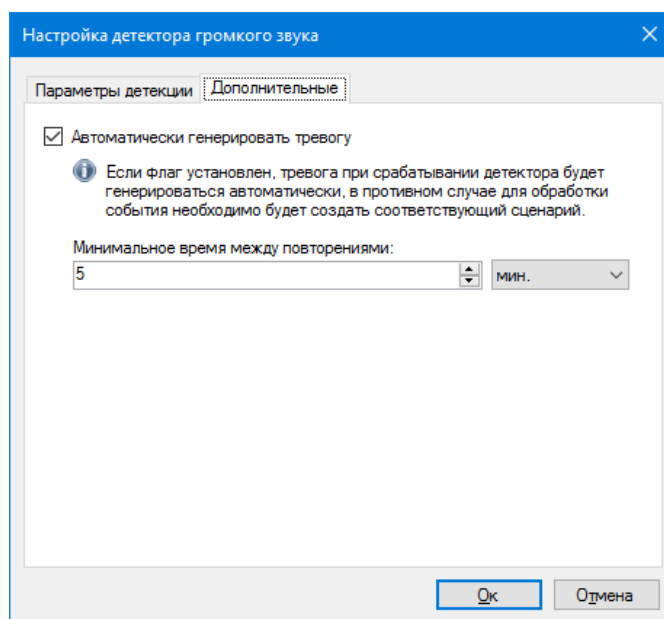 Настройка детектора громкого звука
Параметры детекции Дополнительные
Автоматически генерировать тревогу
Если флаг установлен, тревога при срабатывании детектора будет
генерироваться автоматически, в противном случае для обработки
события необходимо будет создать соответствующий сценарий.
Минимальное время между повторениями:
5 мин.
Ок Отмена